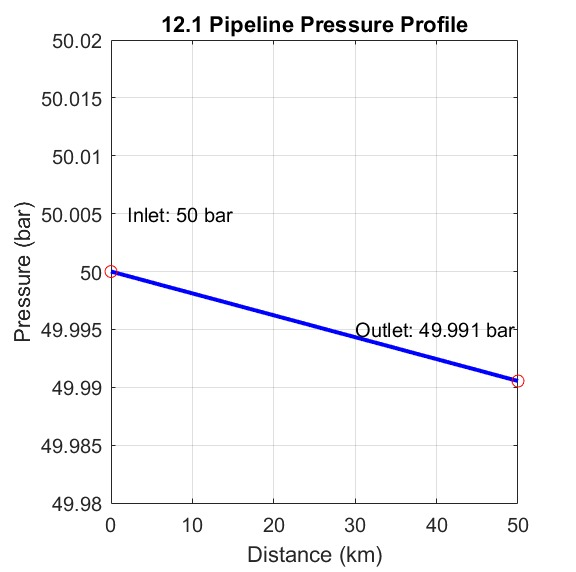 12.1 Pipeline Pressure Profile
50.02
50.015
50.01
50.005
50
49.995
49.99
49.985
49.98
Pressure (bar)
Inlet: 50 bar
Outlet: 49.991 bar
0 10 20 30 40 50
Distance (km)